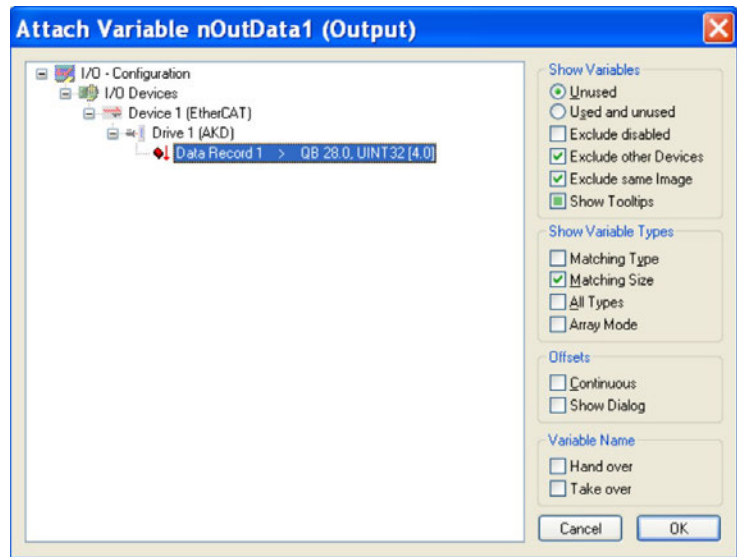 Attach Variable nOutData1 (Output)
I/O - Configuration
I/O Devices
Device 1 (EtherCAT)
Drive 1 (AKD)
Data Record 1 > QB 28.0, UINT32 [4.0]
Show Variables
Unused
Used and unused
Exclude disabled
Exclude other Devices
Exclude same Image
Show Tooltips
Show Variable Types
Matching Type
Matching Size
All Types
Array Mode
Offsets
Continuous
Show Dialog
Variable Name
Hand over
Take over
Cancel
OK